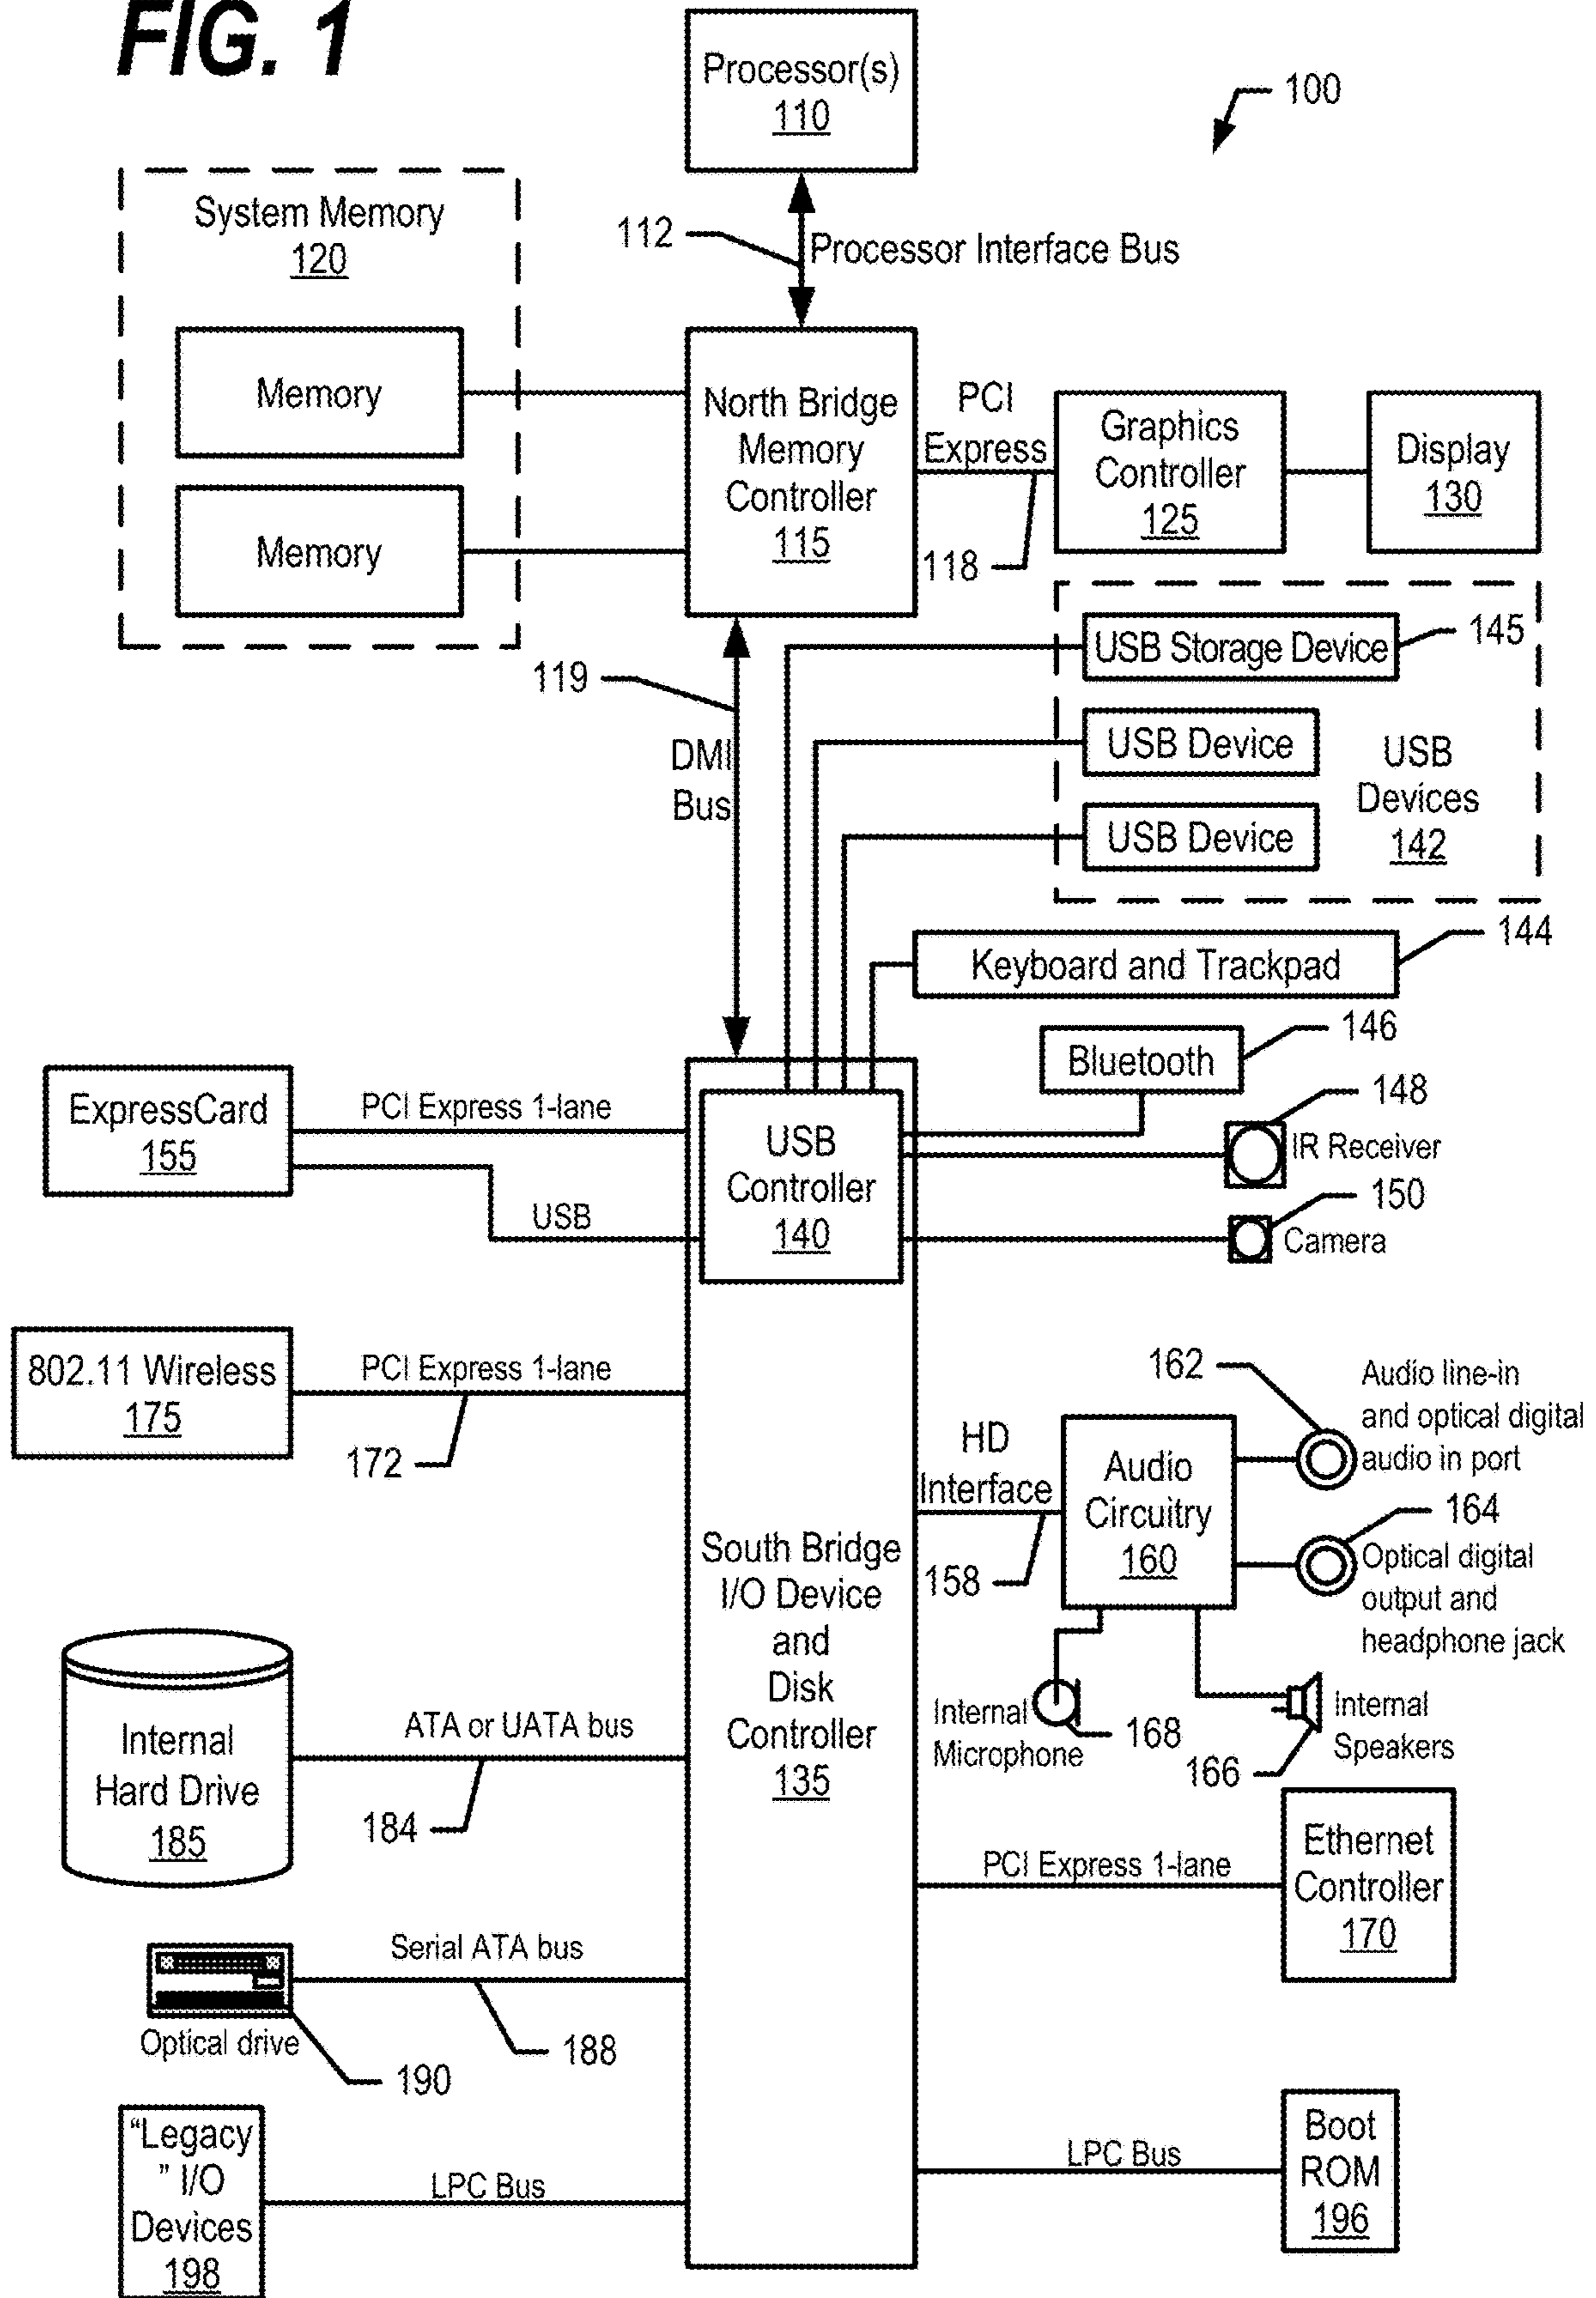 FIG. 1
Processor(s)
110
100
System Memory
120
112
Processor Interface Bus
Memory
Memory
North Bridge
Memory
Controller
115
PCI
Express
118
Graphics
Controller
125
Display
130
USB Storage Device
145
USB Device
USB Device
USB
Devices
142
119
DMI
Bus
Keyboard and Trackpad
144
Bluetooth
146
148
IR Receiver
150
Camera
ExpressCard
155
PCI Express 1-lane
USB
USB
Controller
140
802.11 Wireless
175
PCI Express 1-lane
172
162
Audio line-in
and optical digital
audio in port
HD
Interface
158
Audio
Circuitry
160
164
Optical digital
output and
headphone jack
South Bridge
I/O Device
and
Disk
Controller
135
Internal
Microphone
168
166
Internal
Speakers
Internal
Hard Drive
185
ATA or UATA bus
184
PCI Express 1-lane
Ethernet
Controller
170
Serial ATA bus
188
Optical drive
190
“Legacy
” I/O
Devices
198
LPC Bus
LPC Bus
Boot
ROM
196